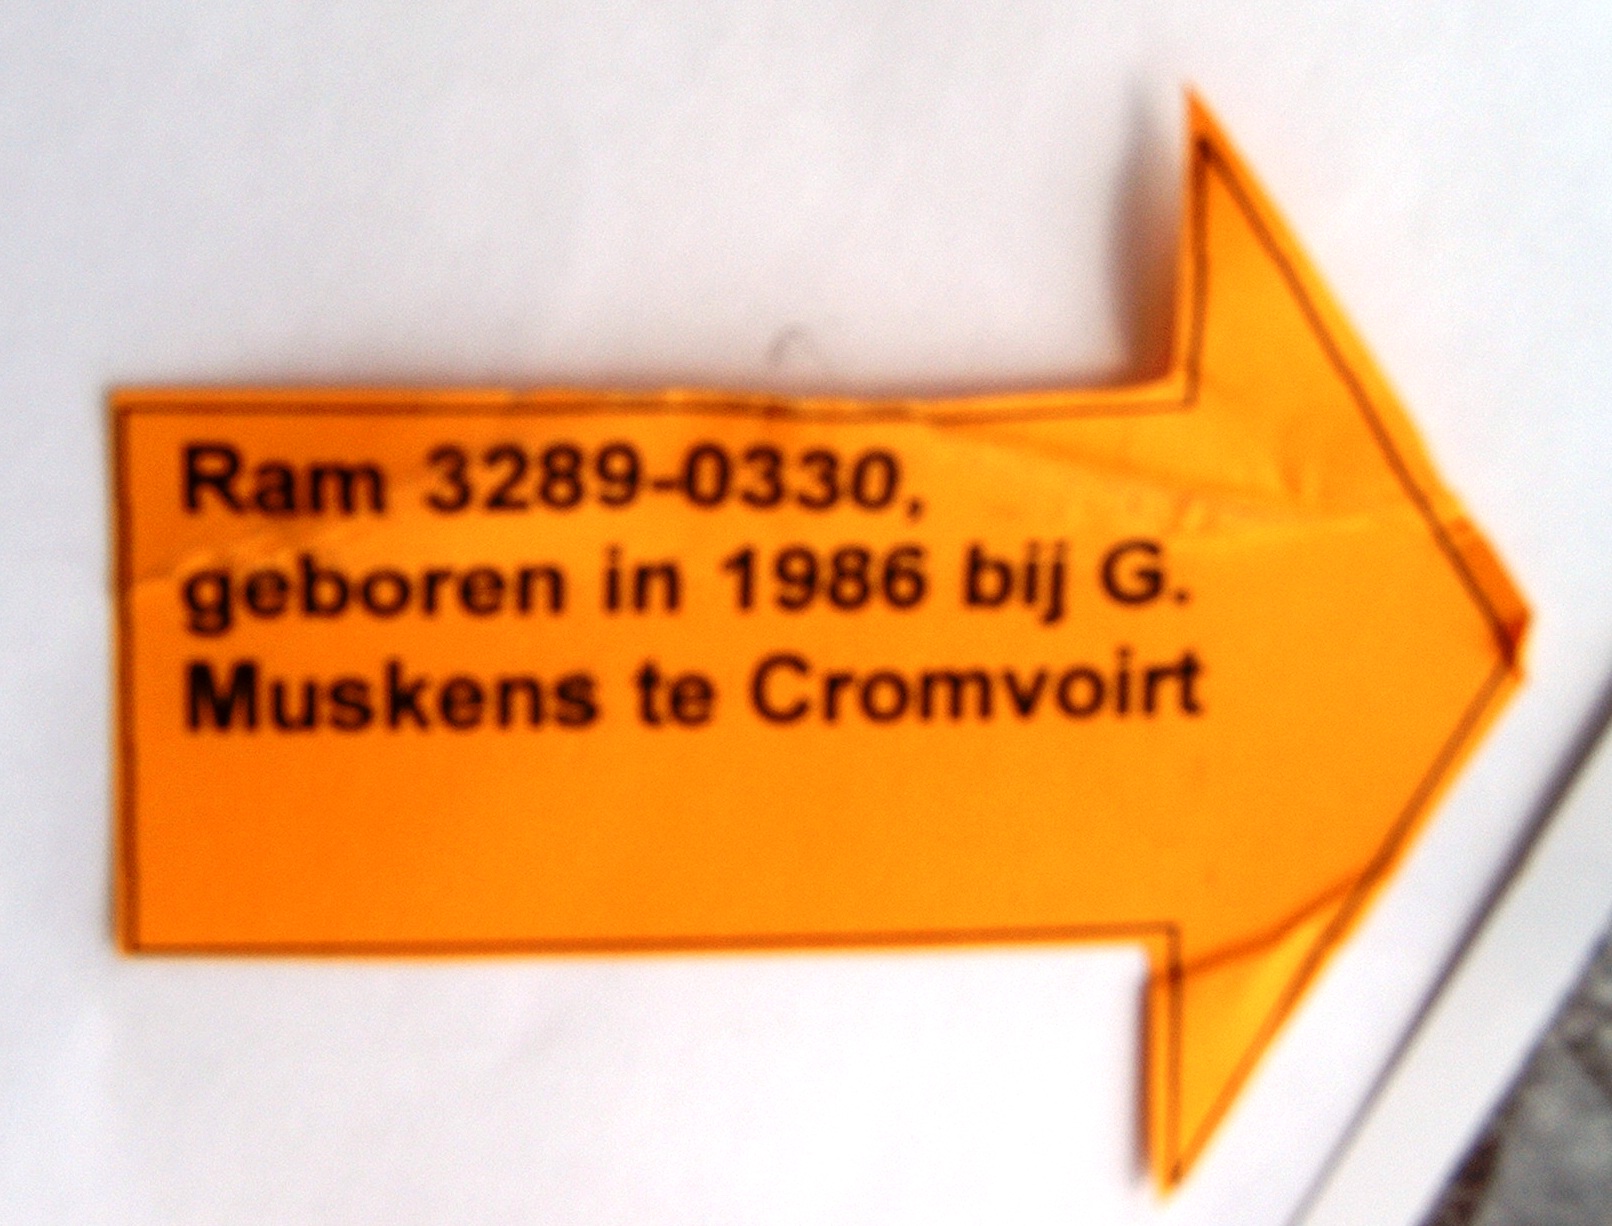 Ram 3289-0330,
geboren in 1986 bij G.
Muskens te Cromvoirt